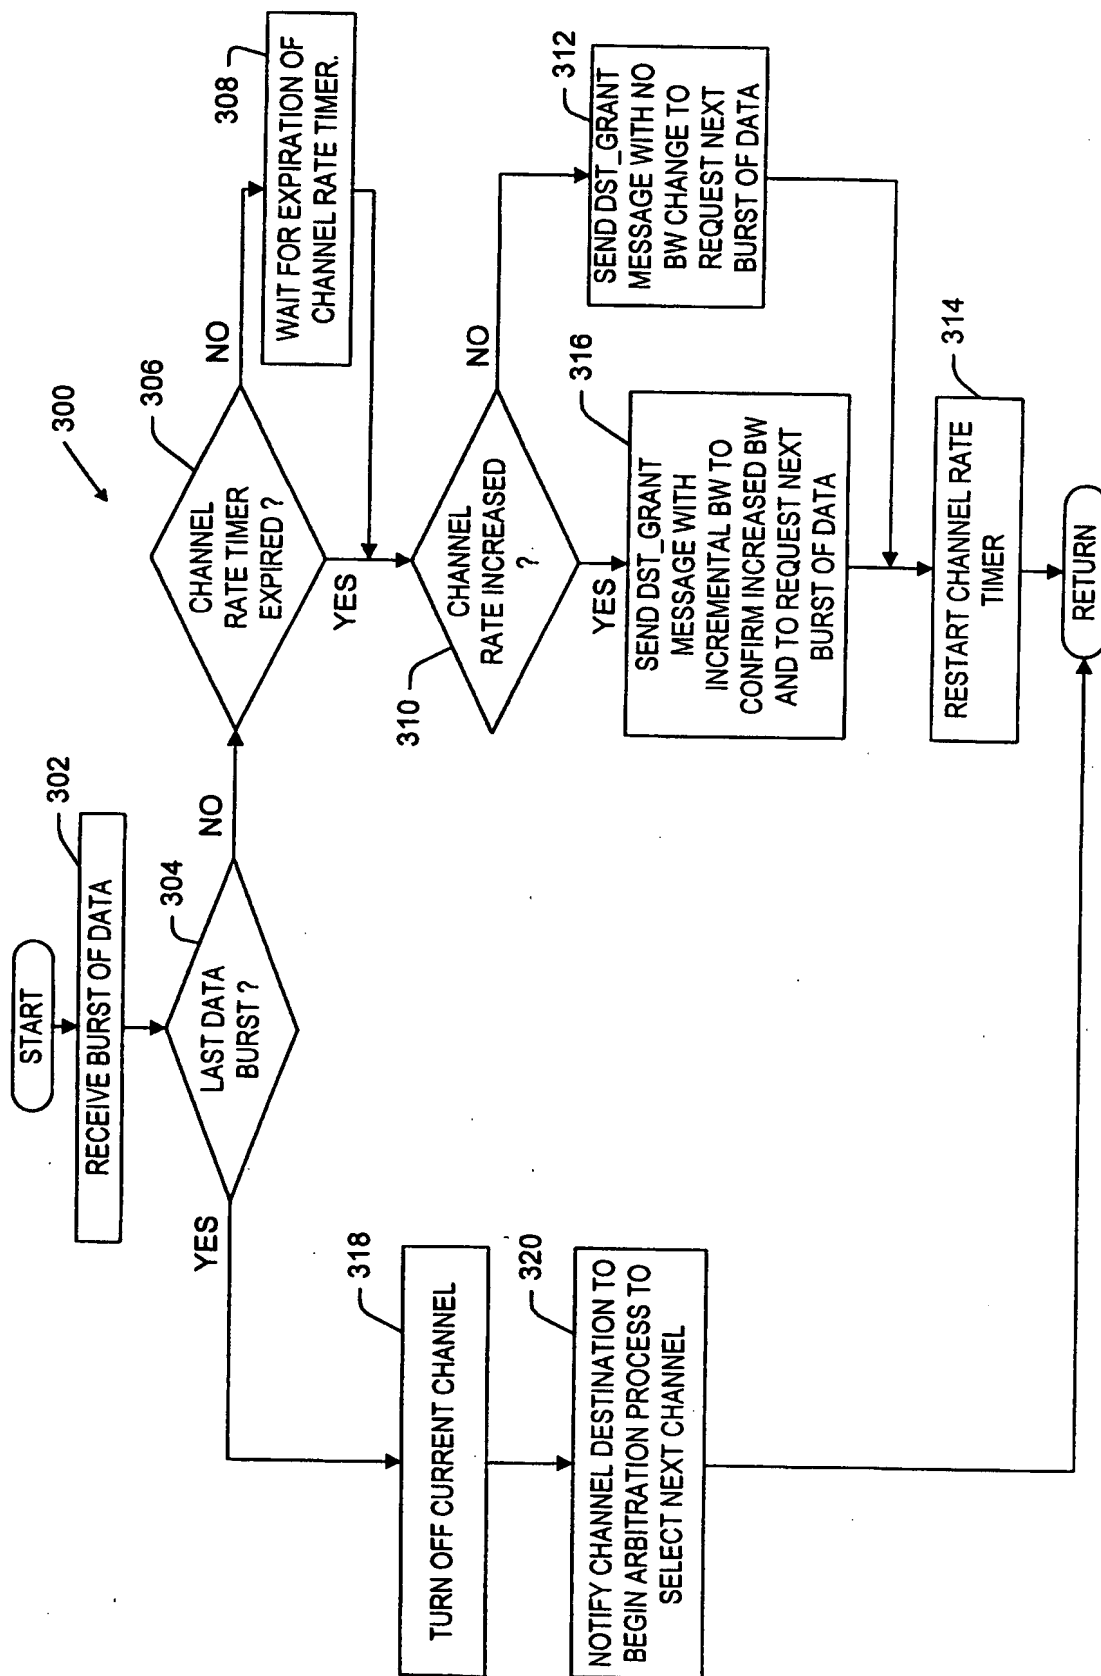 START
302
RECEIVE BURST OF DATA
304
LAST DATA
BURST ?
YES
NO
300
306
CHANNEL
RATE TIMER
EXPIRED ?
NO
YES
308
WAIT FOR EXPIRATION OF
CHANNEL RATE TIMER.
310
CHANNEL
RATE INCREASED
?
NO
YES
312
SEND DST_GRANT
MESSAGE WITH NO
BW CHANGE TO
REQUEST NEXT
BURST OF DATA
316
SEND DST_GRANT
MESSAGE WITH
INCREMENTAL BW TO
CONFIRM INCREASED BW
AND TO REQUEST NEXT
BURST OF DATA
314
RESTART CHANNEL RATE
TIMER
318
TURN OFF CURRENT CHANNEL
320
NOTIFY CHANNEL DESTINATION TO
BEGIN ARBITRATION PROCESS TO
SELECT NEXT CHANNEL
RETURN